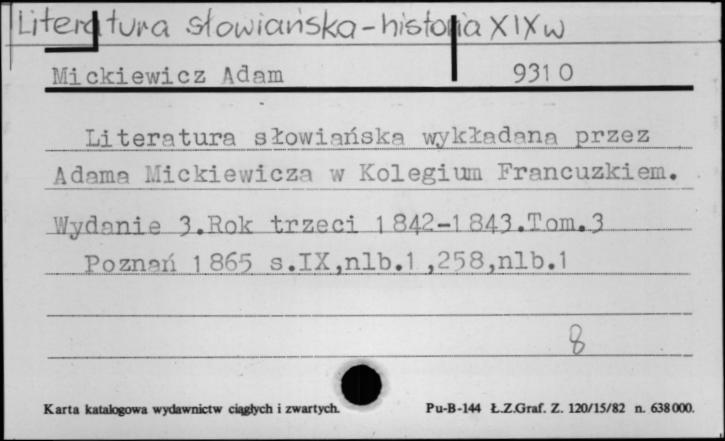 Literatura słowiańska-historia XIX w
Mickiewicz Adam 9310
Literatura słowiańska wykładana przez
Adama Mickiewicza w Kolegium Francuzkiem.
Wydanie 3.Rok trzeci 1842-1843.Tom.3
Poznań 1865 s.IX,nlb.1,258,nlb.1
8
Karta katalogowa wydawnictw ciągłych i zwartych. Pu-B-144 Ł.Z.Graf. Z. 120/15/82 n. 638000.